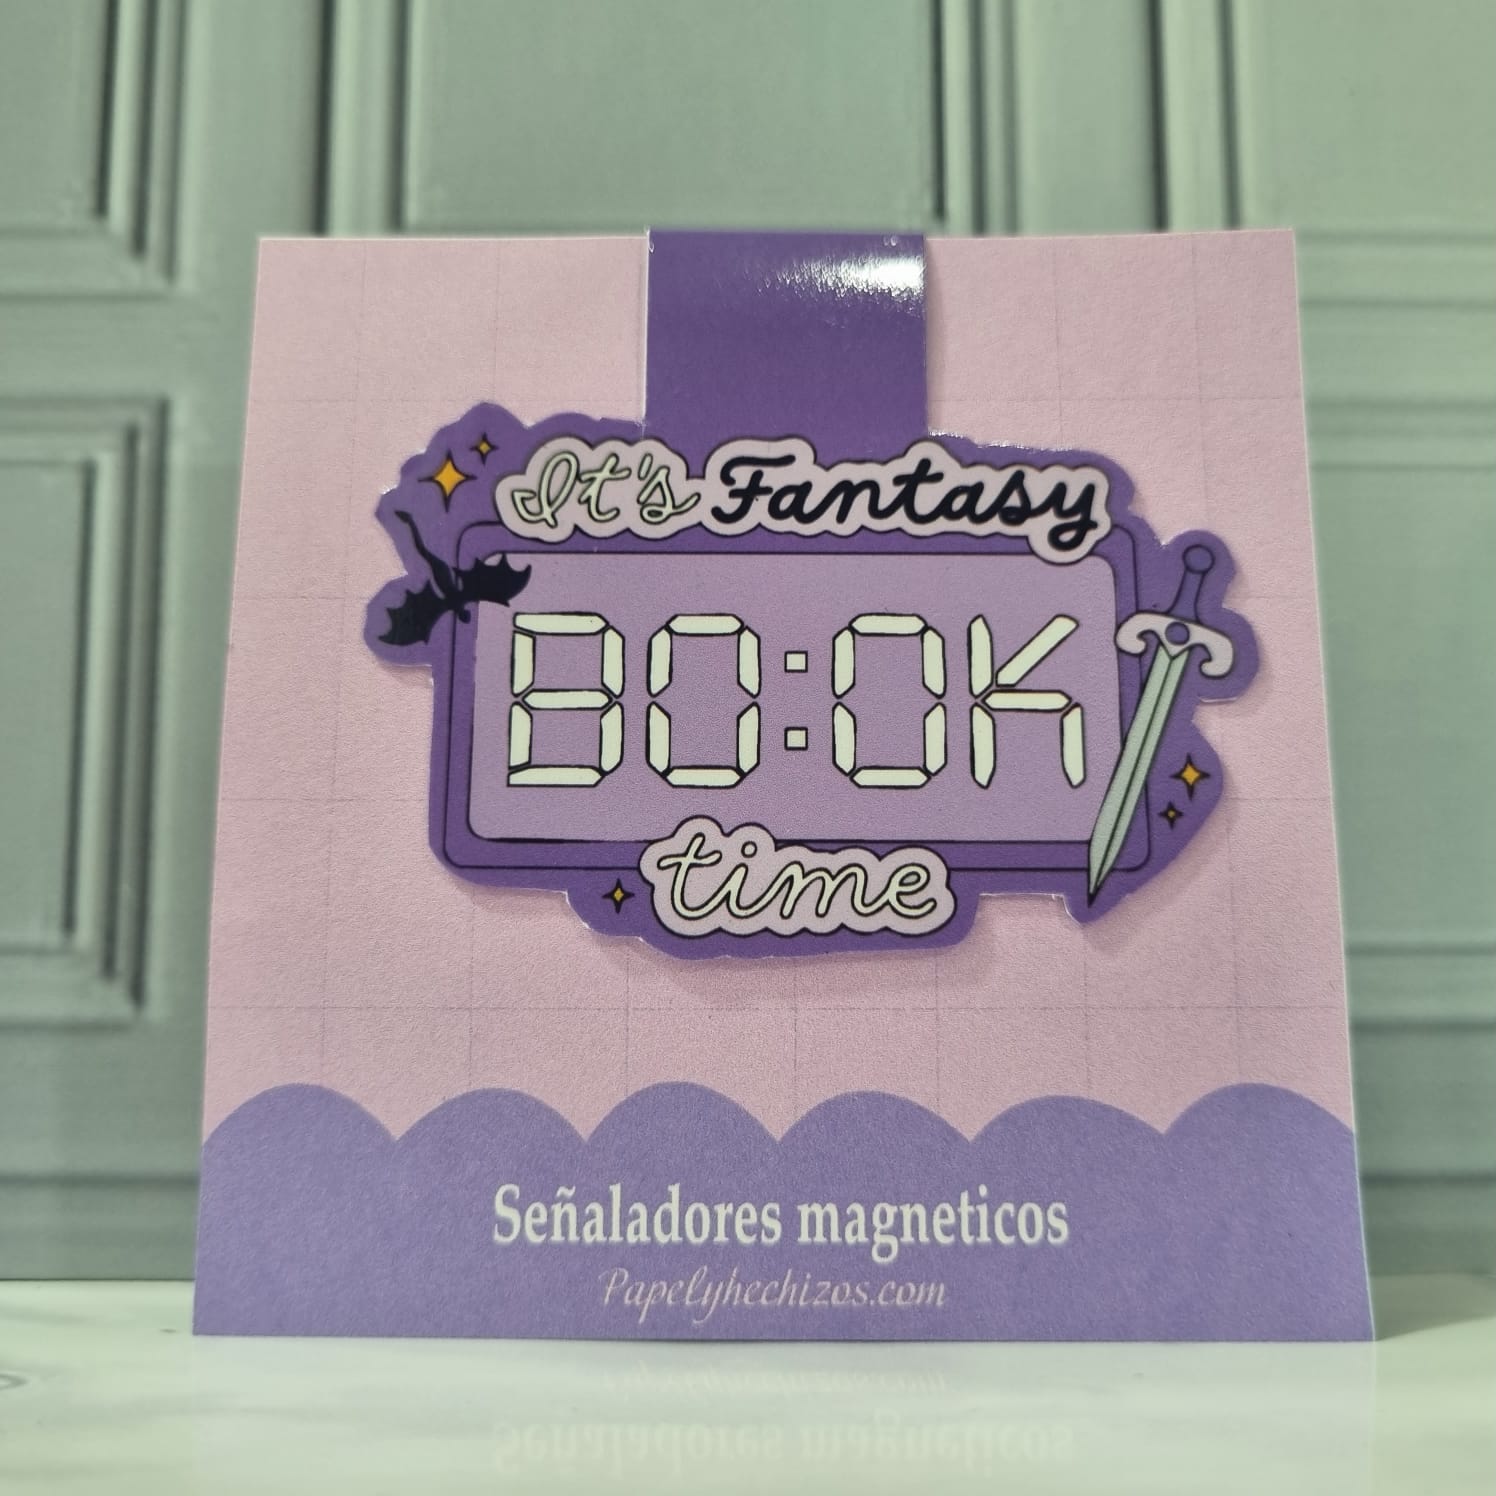 It's Fantasy
BO:OK
time
Señaladores magneticos
Papelyhechizos.com